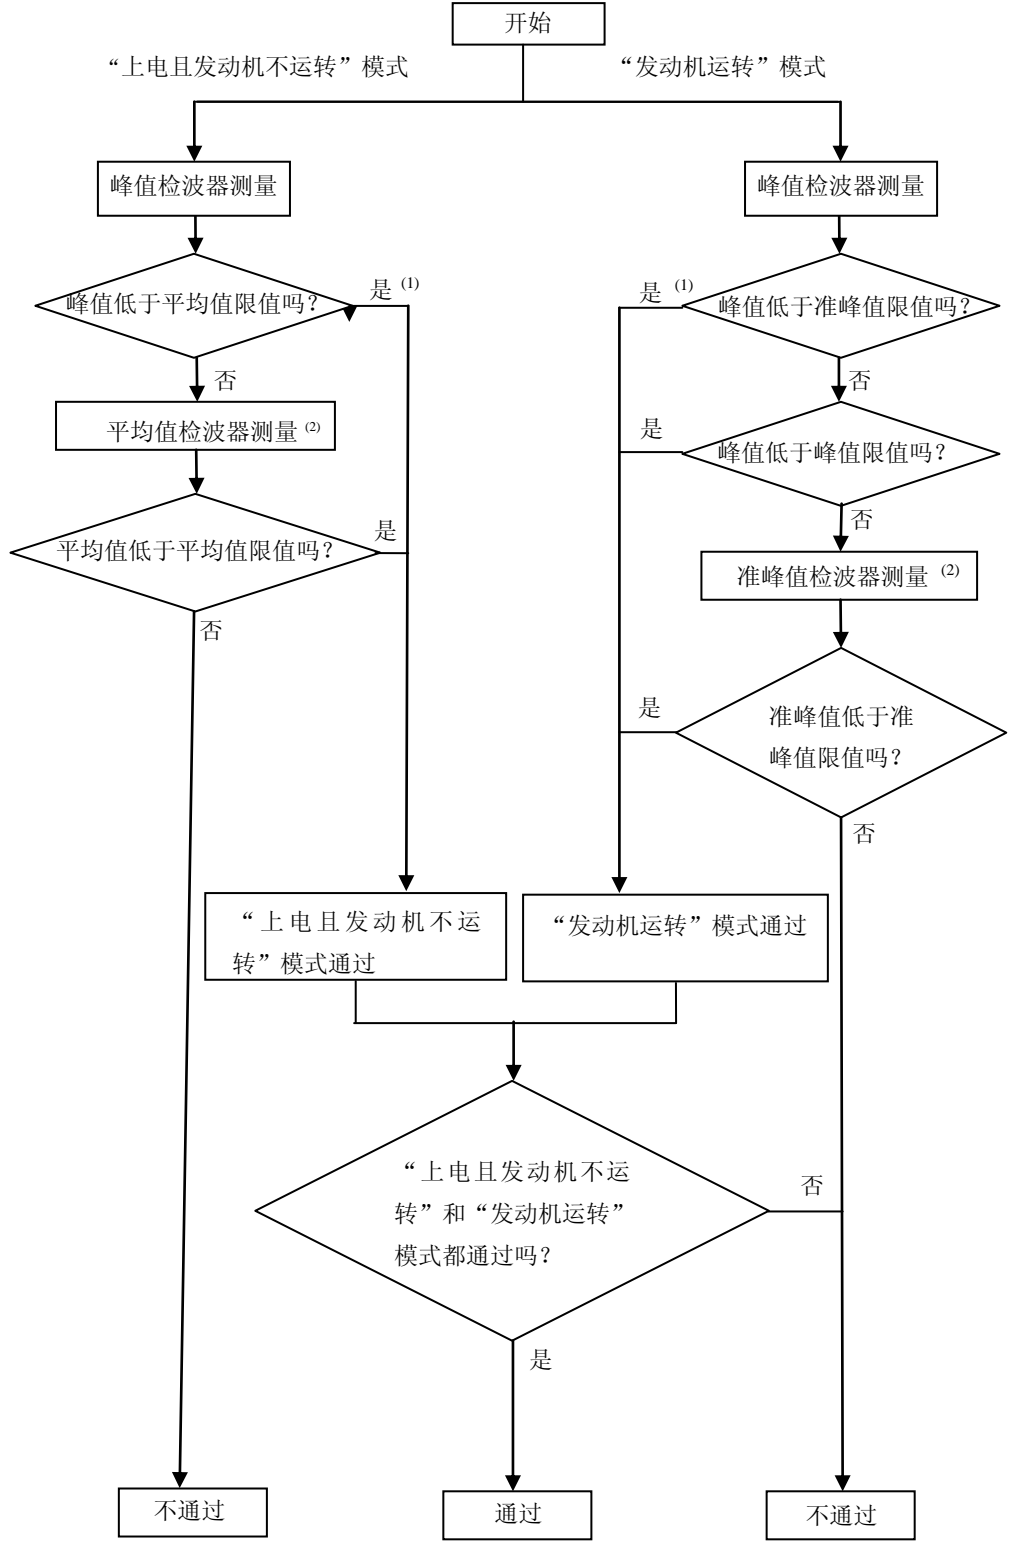 开始
“上电且发动机不运转”模式
“发动机运转”模式
峰值检波器测量
峰值检波器测量
峰值低于平均值限值吗？
是 (1)
是 (1)
峰值低于准峰值限值吗？
否
否
平均值检波器测量 (2)
是
峰值低于峰值限值吗？
平均值低于平均值限值吗？
是
否
准峰值检波器测量 (2)
否
是
准峰值低于准
峰值限值吗？
否
“上电且发动机不运
转”模式通过
“发动机运转”模式通过
“上电且发动机不运
转”和“发动机运转”
模式都通过吗？
否
是
不通过
通过
不通过